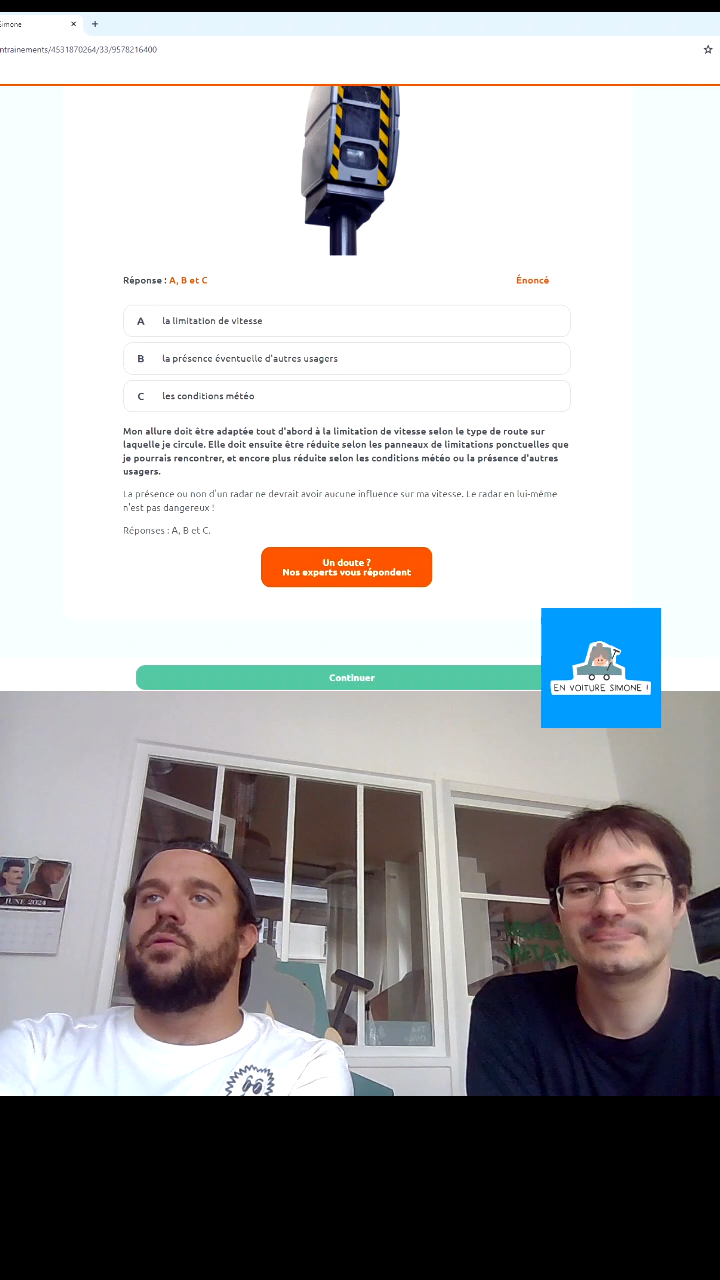 Simone
ntrainements/4531870264/33/9578216400
Réponse : A, B et C
Énoncé
A la limitation de vitesse
B la présence éventuelle d'autres usagers
C les conditions météo
Mon allure doit être adaptée tout d'abord à la limitation de vitesse selon le type de route sur
laquelle je circule. Elle doit ensuite être réduite selon les panneaux de limitations ponctuelles que
je pourrais rencontrer, et encore plus réduite selon les conditions météo ou la présence d'autres
usagers.
La présence ou non d'un radar ne devrait avoir aucune influence sur ma vitesse. Le radar en lui-même
n'est pas dangereux !
Réponses : A, B et C.
Un doute ?
Nos experts vous répondent
EN VOITURE SIMONE !
Continuer
JUNE 2024